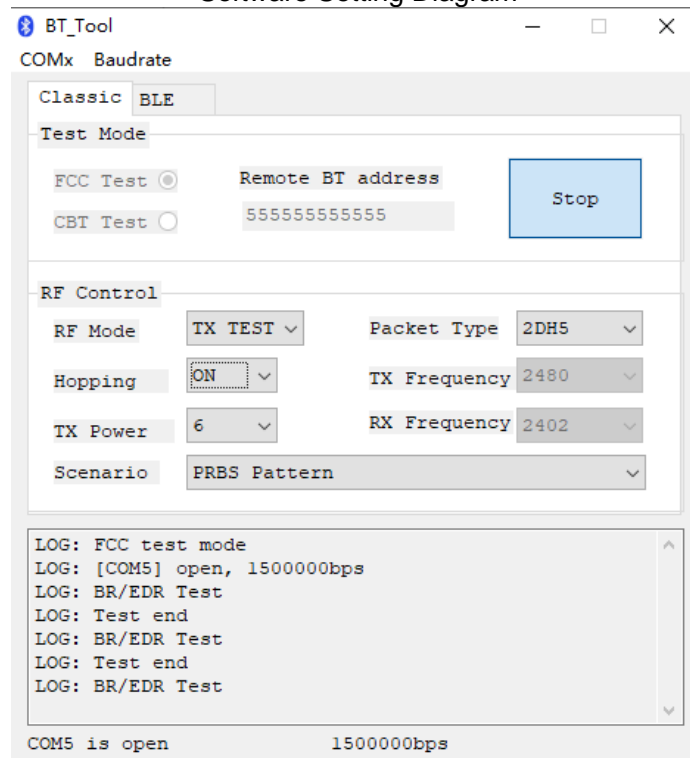 Software Setting Diagram
BT_Tool
COMx Baudrate
Classic BLE
Test Mode
FCC Test Remote BT address
CBT Test 555555555555 Stop
RF Control
RF Mode TX TEST Packet Type 2DH5
Hopping ON TX Frequency 2480
TX Power 6 RX Frequency 2402
Scenario PRBS Pattern
LOG: FCC test mode
LOG: [COM5] open, 1500000bps
LOG: BR/EDR Test
LOG: Test end
LOG: BR/EDR Test
LOG: Test end
LOG: BR/EDR Test
COM5 is open 1500000bps